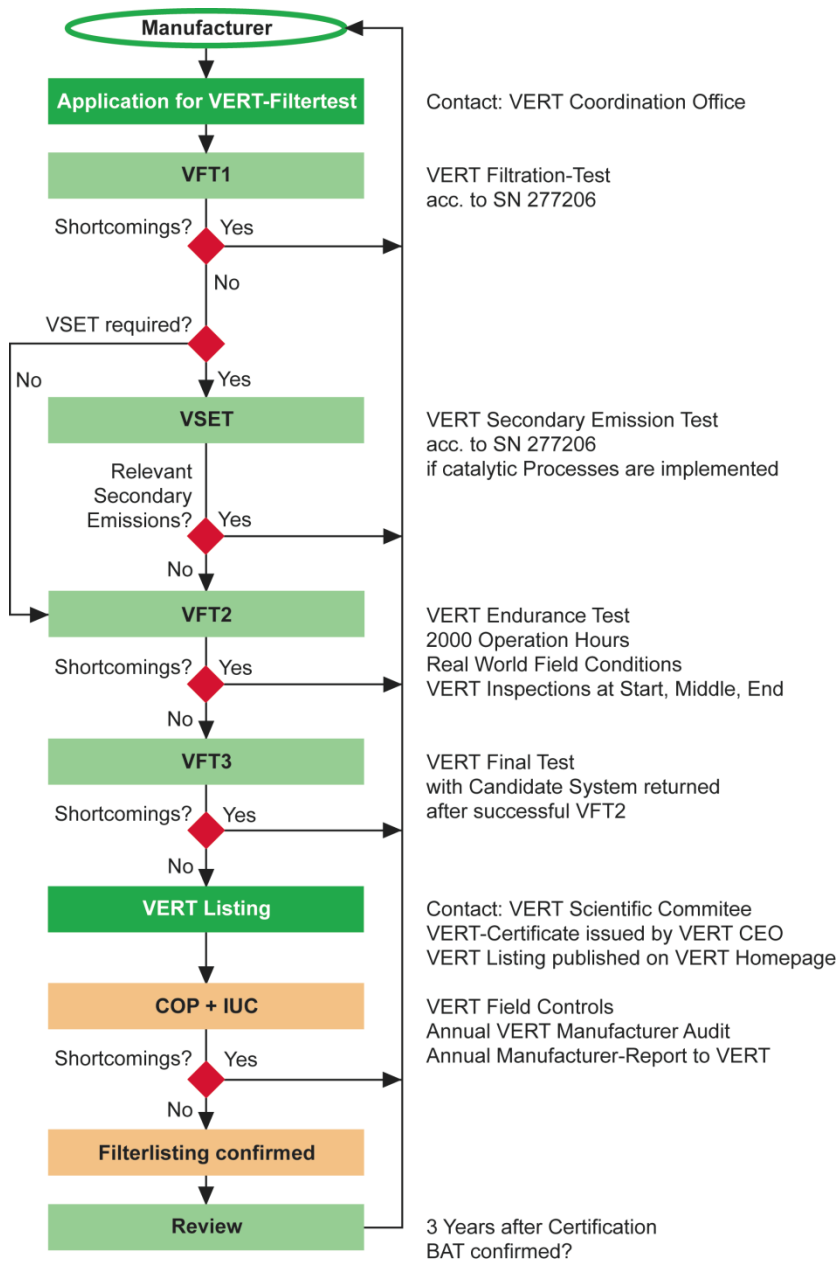 Manufacturer
Application for VERT-Filtertest
Contact: VERT Coordination Office
VFT1
VERT Filtration-Test
acc. to SN 277206
Shortcomings?
Yes
No
VSET required?
No
Yes
VSET
VERT Secondary Emission Test
acc. to SN 277206
if catalytic Processes are implemented
Relevant
Secondary
Emissions?
Yes
No
VFT2
VERT Endurance Test
2000 Operation Hours
Real World Field Conditions
VERT Inspections at Start, Middle, End
Shortcomings?
Yes
No
VFT3
VERT Final Test
with Candidate System returned
after successful VFT2
Shortcomings?
Yes
No
VERT Listing
Contact: VERT Scientific Commitee
VERT-Certificate issued by VERT CEO
VERT Listing published on VERT Homepage
COP + IUC
VERT Field Controls
Annual VERT Manufacturer Audit
Annual Manufacturer-Report to VERT
Shortcomings?
Yes
No
Filterlisting confirmed
Review
3 Years after Certification
BAT confirmed?